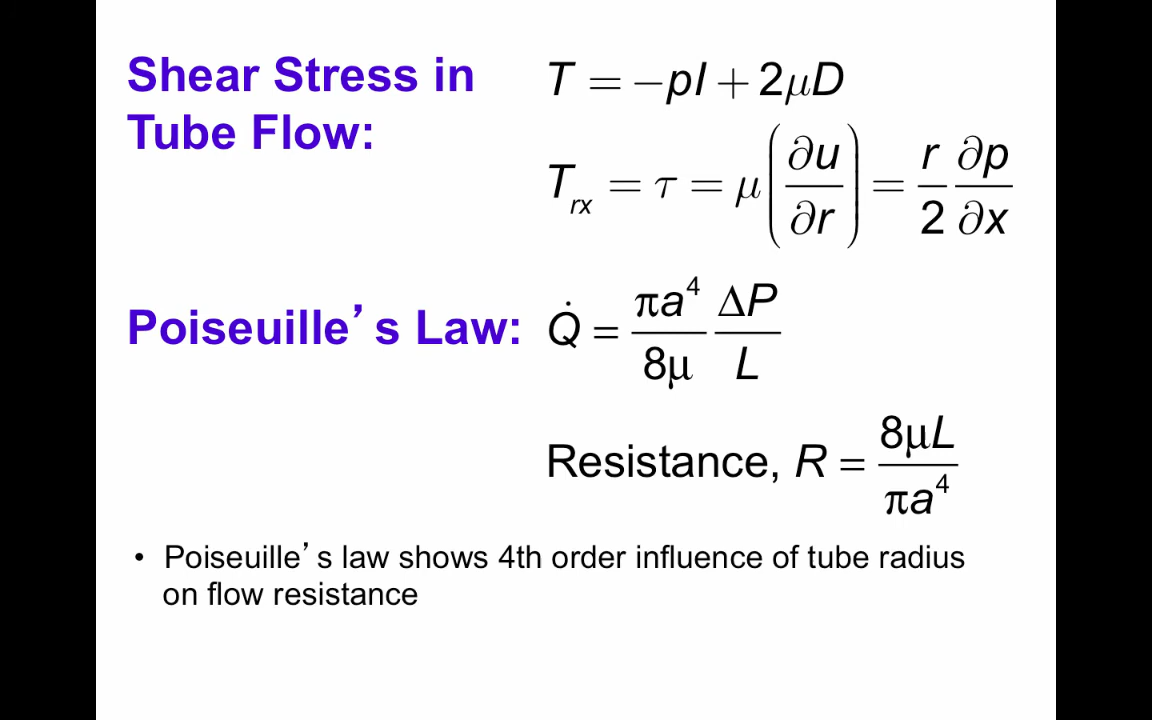 Shear Stress in
Tube Flow:
T = −pI + 2μD
T_rx = τ = μ(∂u/∂r) = r/2 ∂p/∂x
Poiseuille’s Law: Q̇ = πa⁴/8μ ΔP/L
Resistance, R = 8μL/πa⁴
• Poiseuille’s law shows 4th order influence of tube radius
on flow resistance